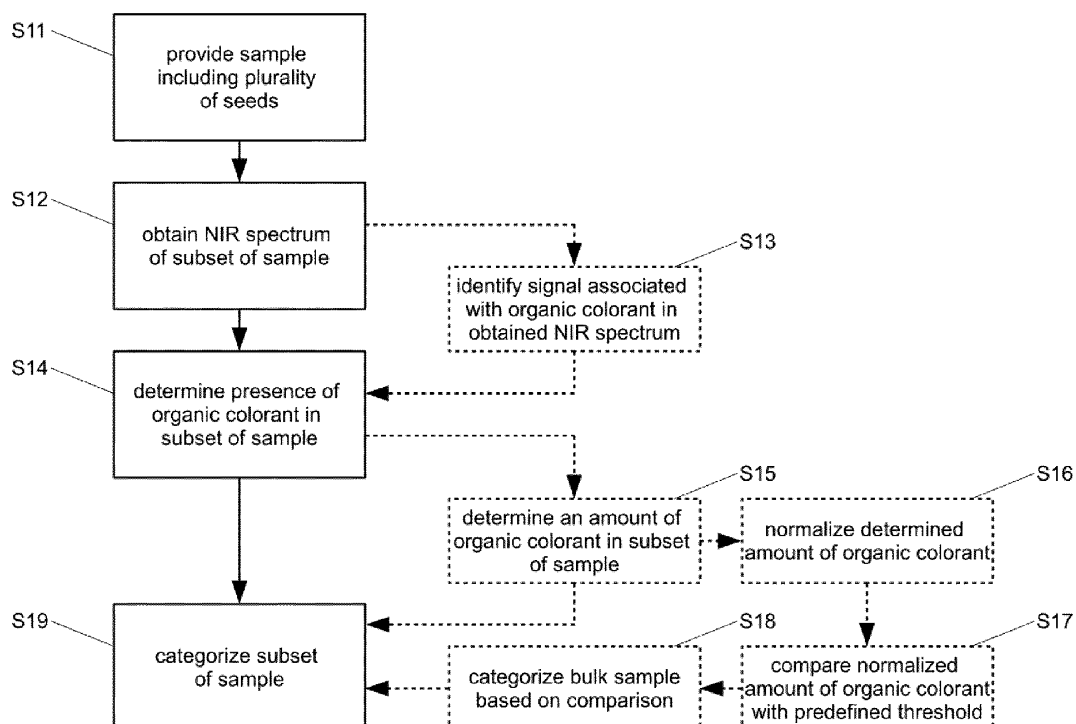 S11
provide sample
including plurality
of seeds
S12
obtain NIR spectrum
of subset of sample
S13
identify signal associated
with organic colorant in
obtained NIR spectrum
S14
determine presence of
organic colorant in
subset of sample
S15
determine an amount of
organic colorant in subset
of sample
S16
normalize determined
amount of organic colorant
S19
categorize subset
of sample
S18
categorize bulk sample
based on comparison
S17
compare normalized
amount of organic colorant
with predefined threshold